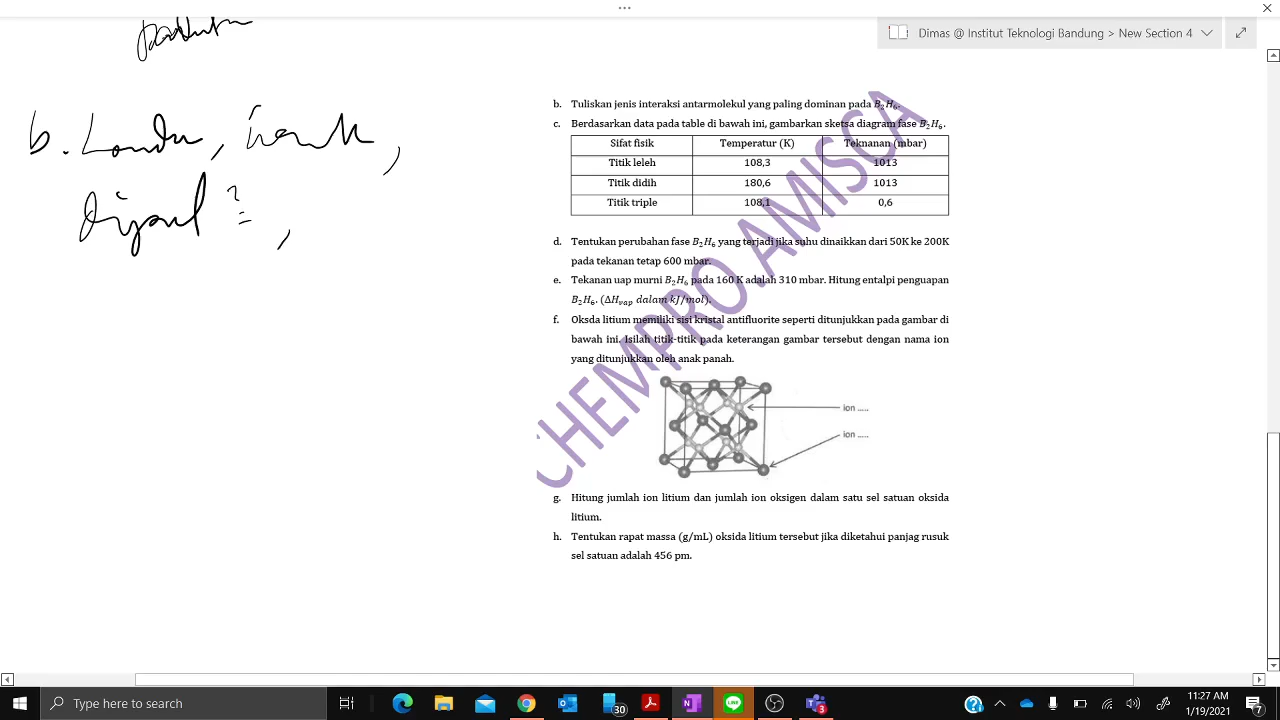 Dimas @ Institut Teknologi Bandung > New Section 4
b. London,
b. Tuliskan jenis interaksi antarmolekul yang paling dominan pada B₂H₆.
c. Berdasarkan data pada table di bawah ini, gambarkan sketsa diagram fase B₂H₆.
Sifat fisik Temperatur (K) Teknanan (mbar)
Titik leleh 108,3 1013
Titik didih 180,6 1013
Titik triple 108,1 0,6
d. Tentukan perubahan fase B₂H₆ yang terjadi jika suhu dinaikkan dari 50K ke 200K
pada tekanan tetap 600 mbar.
e. Tekanan uap murni B₂H₆ pada 160 K adalah 310 mbar. Hitung entalpi penguapan
B₂H₆. (ΔHvap dalam kJ/mol).
f. Oksda litium memiliki sisi kristal antifluorite seperti ditunjukkan pada gambar di
bawah ini. Isilah titik-titik pada keterangan gambar tersebut dengan nama ion
yang ditunjukkan oleh anak panah.
ion .....
ion .....
g. Hitung jumlah ion litium dan jumlah ion oksigen dalam satu sel satuan oksida
litium.
h. Tentukan rapat massa (g/mL) oksida litium tersebut jika diketahui panjag rusuk
sel satuan adalah 456 pm.
CHEMPRO.AMISCA
Type here to search
30
3
11:27 AM
1/19/2021
7